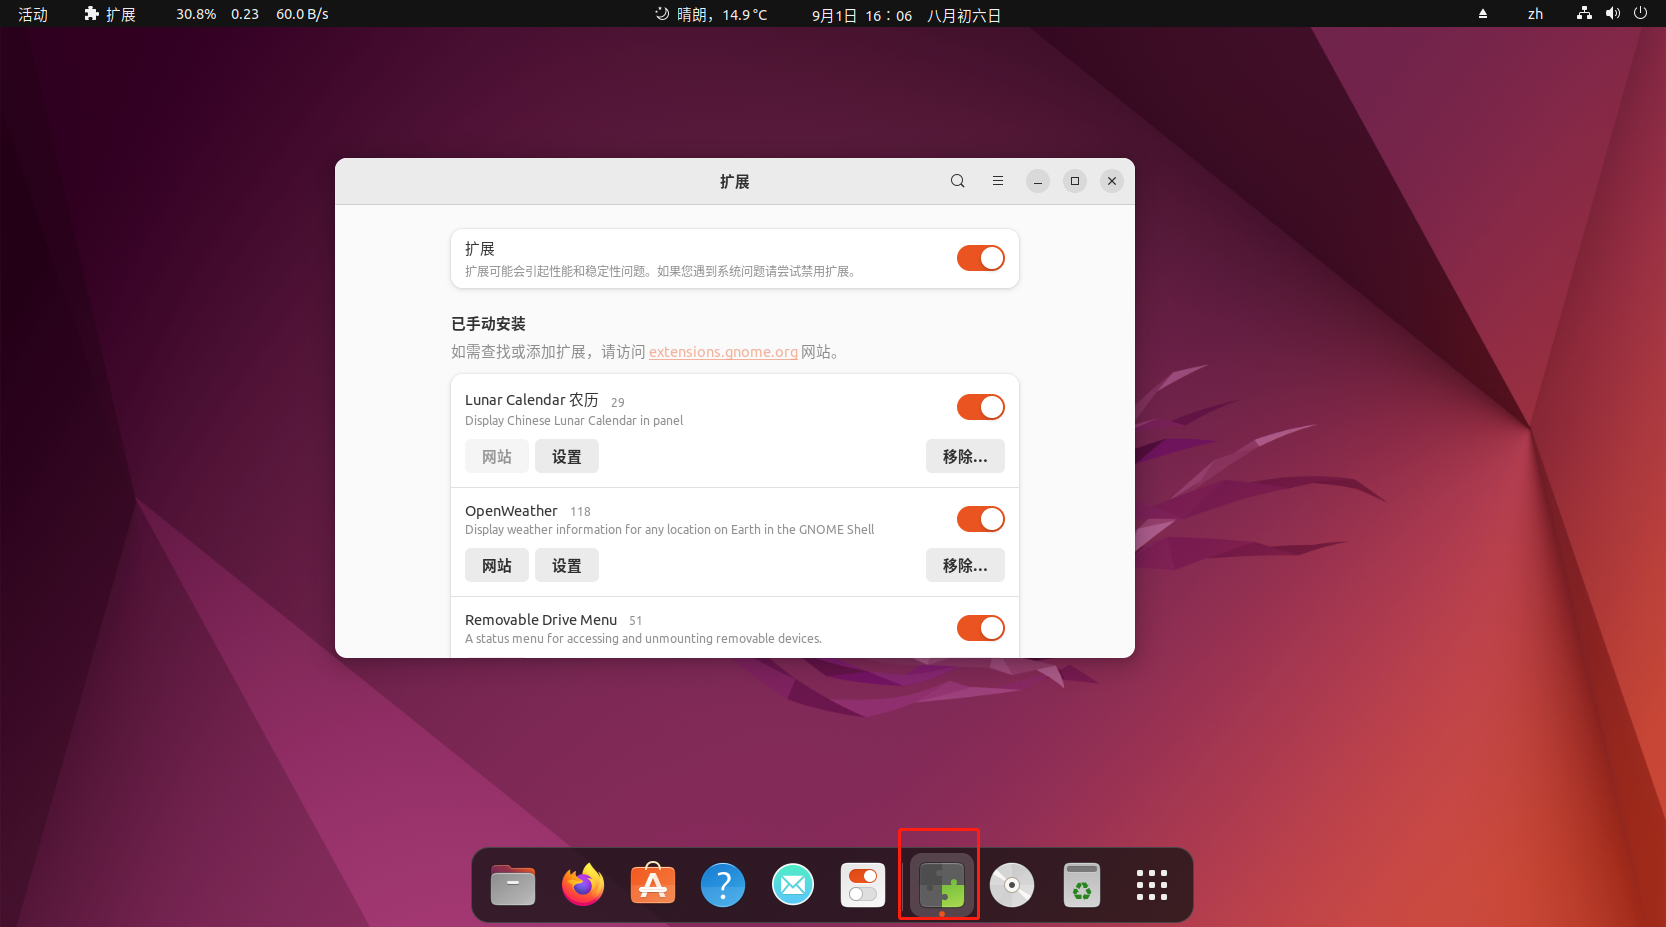 活动 扩展 30.8% 0.23 60.0 B/s 晴朗，14.9 °C 9月1日 16：06 八月初六日 zh
扩展
扩展
扩展可能会引起性能和稳定性问题。如果您遇到系统问题请尝试禁用扩展。
已手动安装
如需查找或添加扩展，请访问 extensions.gnome.org 网站。
Lunar Calendar 农历 29
Display Chinese Lunar Calendar in panel
网站 设置 移除…
OpenWeather 118
Display weather information for any location on Earth in the GNOME Shell
网站 设置 移除…
Removable Drive Menu 51
A status menu for accessing and unmounting removable devices.